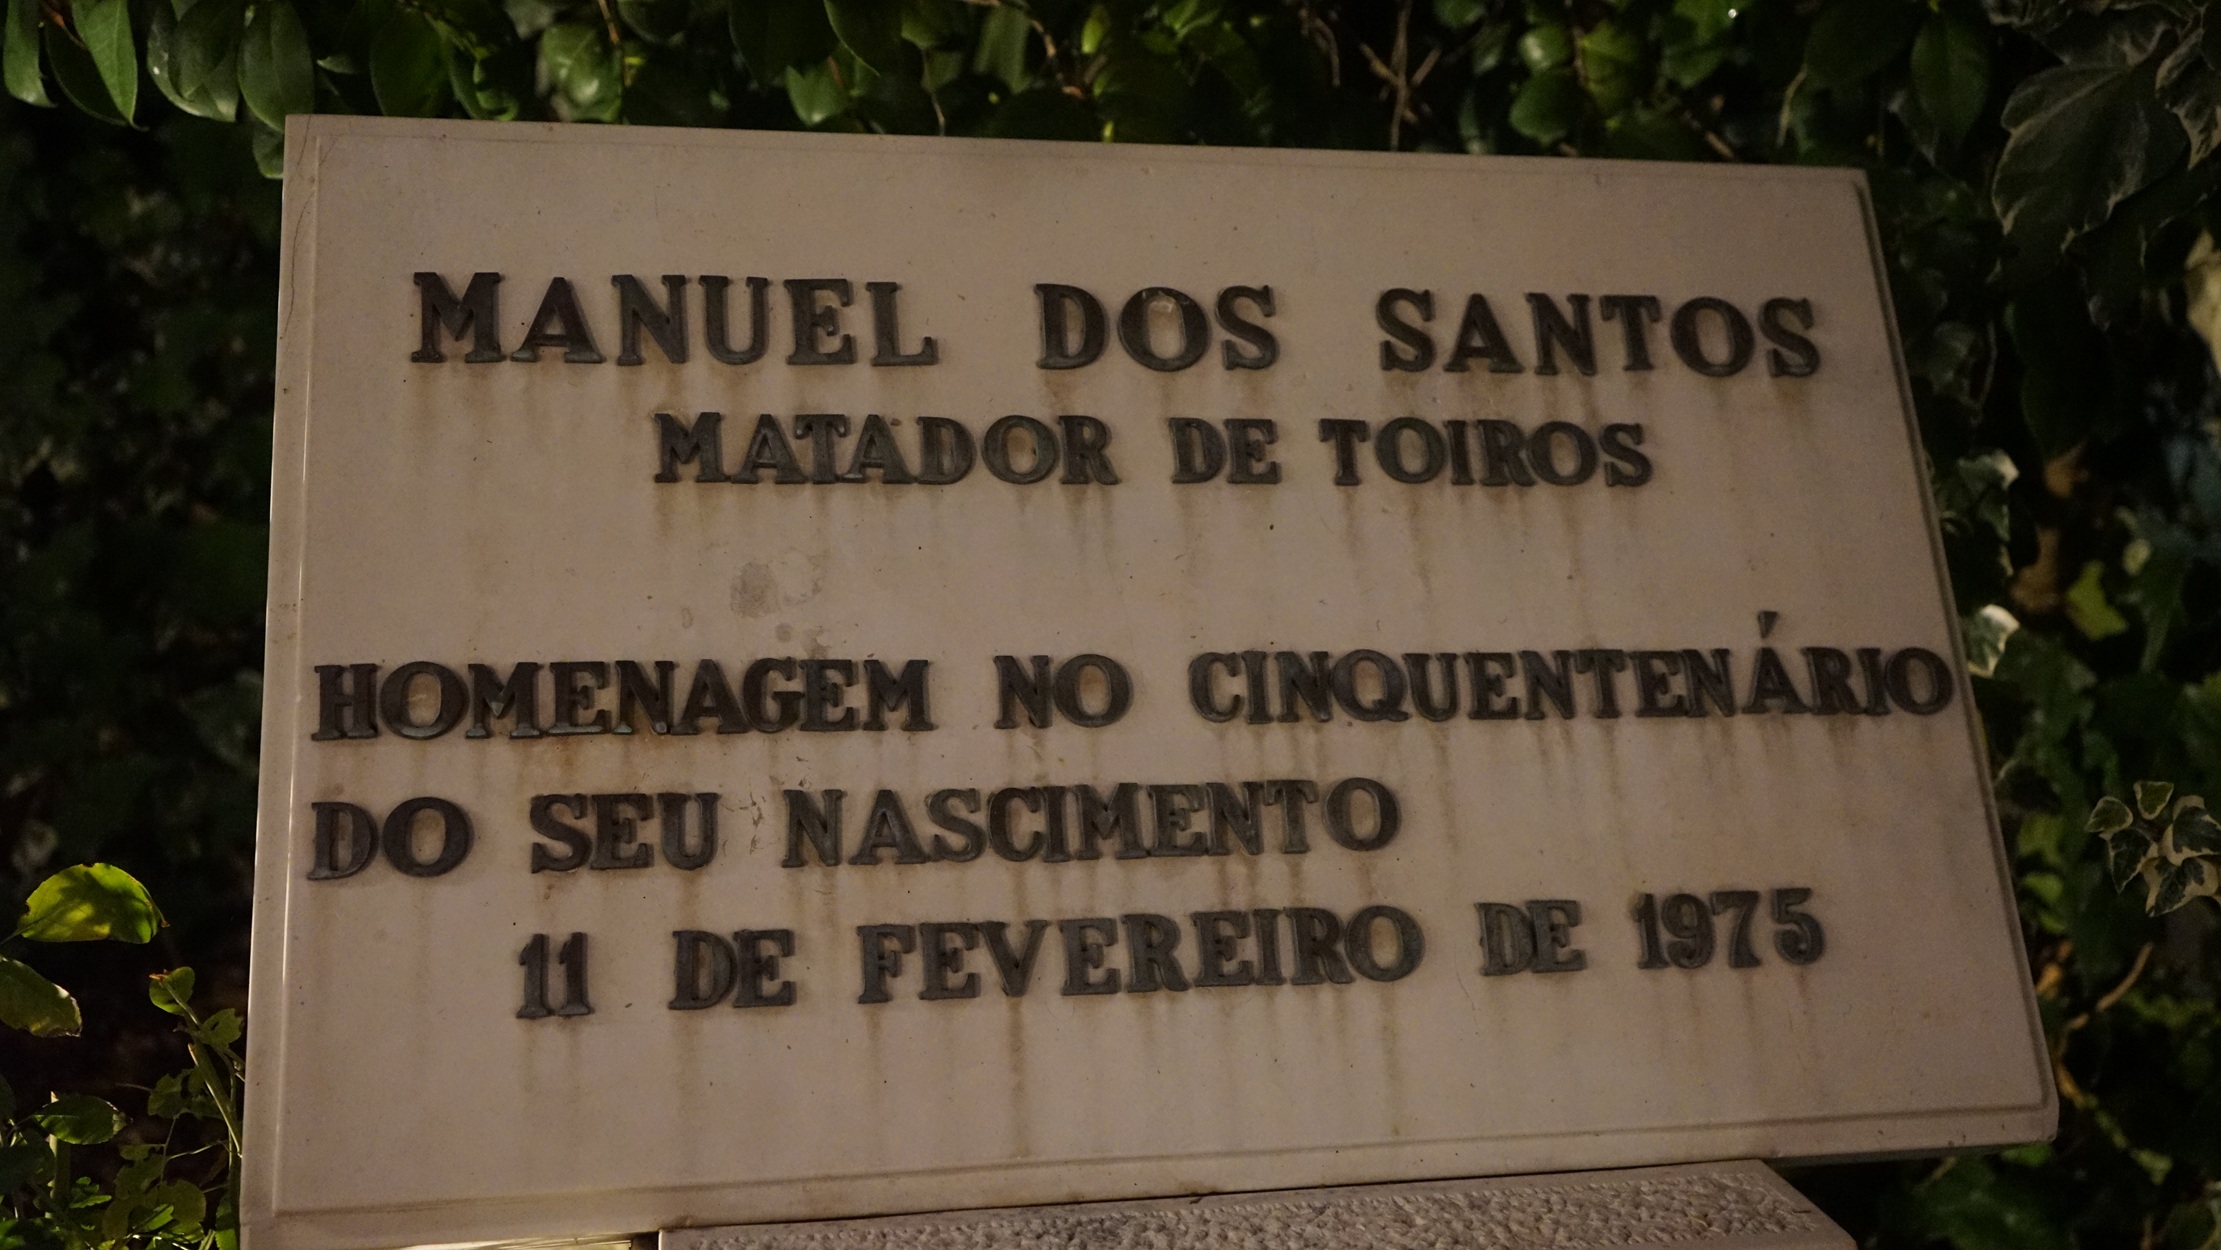 MANUEL DOS SANTOS
MATADOR DE TOIROS
HOMENAGEM NO CINQUENTENÁRIO
DO SEU NASCIMENTO
11 DE FEVEREIRO DE 1975